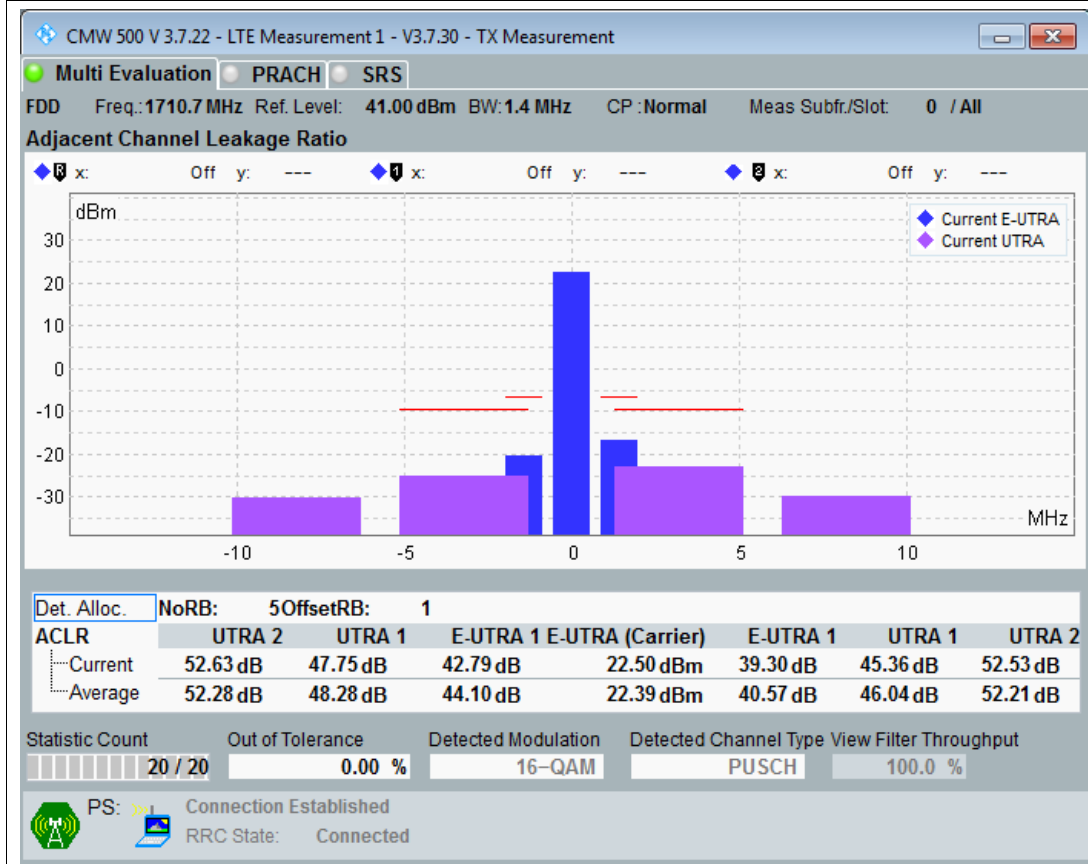 CMW 500 V 3.7.22 - LTE Measurement 1 - V3.7.30 - TX Measurement
Multi Evaluation PRACH SRS
FDD Freq.: 1710.7 MHz Ref. Level: 41.00 dBm BW: 1.4 MHz CP : Normal Meas Subfr./Slot: 0 / All
Adjacent Channel Leakage Ratio
R x: Off y: --- 1 x: Off y: --- 2 x: Off y: ---
dBm
Current E-UTRA
Current UTRA
30
20
10
0
-10
-20
-30
MHz
-10 -5 0 5 10
Det. Alloc. NoRB: 5 OffsetRB: 1
ACLR UTRA 2 UTRA 1 E-UTRA 1 E-UTRA (Carrier) E-UTRA 1 UTRA 1 UTRA 2
Current 52.63 dB 47.75 dB 42.79 dB 22.50 dBm 39.30 dB 45.36 dB 52.53 dB
Average 52.28 dB 48.28 dB 44.10 dB 22.39 dBm 40.57 dB 46.04 dB 52.21 dB
Statistic Count Out of Tolerance Detected Modulation Detected Channel Type View Filter Throughput
20 / 20 0.00 % 16-QAM PUSCH 100.0 %
PS: Connection Established
RRC State: Connected